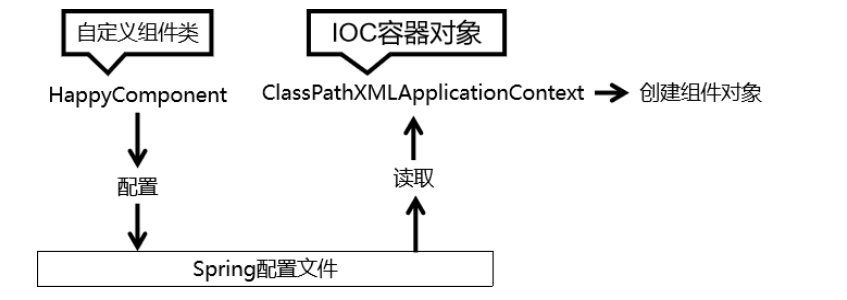 自定义组件类
IOC容器对象
HappyComponent
ClassPathXMLApplicationContext
创建组件对象
配置
读取
Spring配置文件